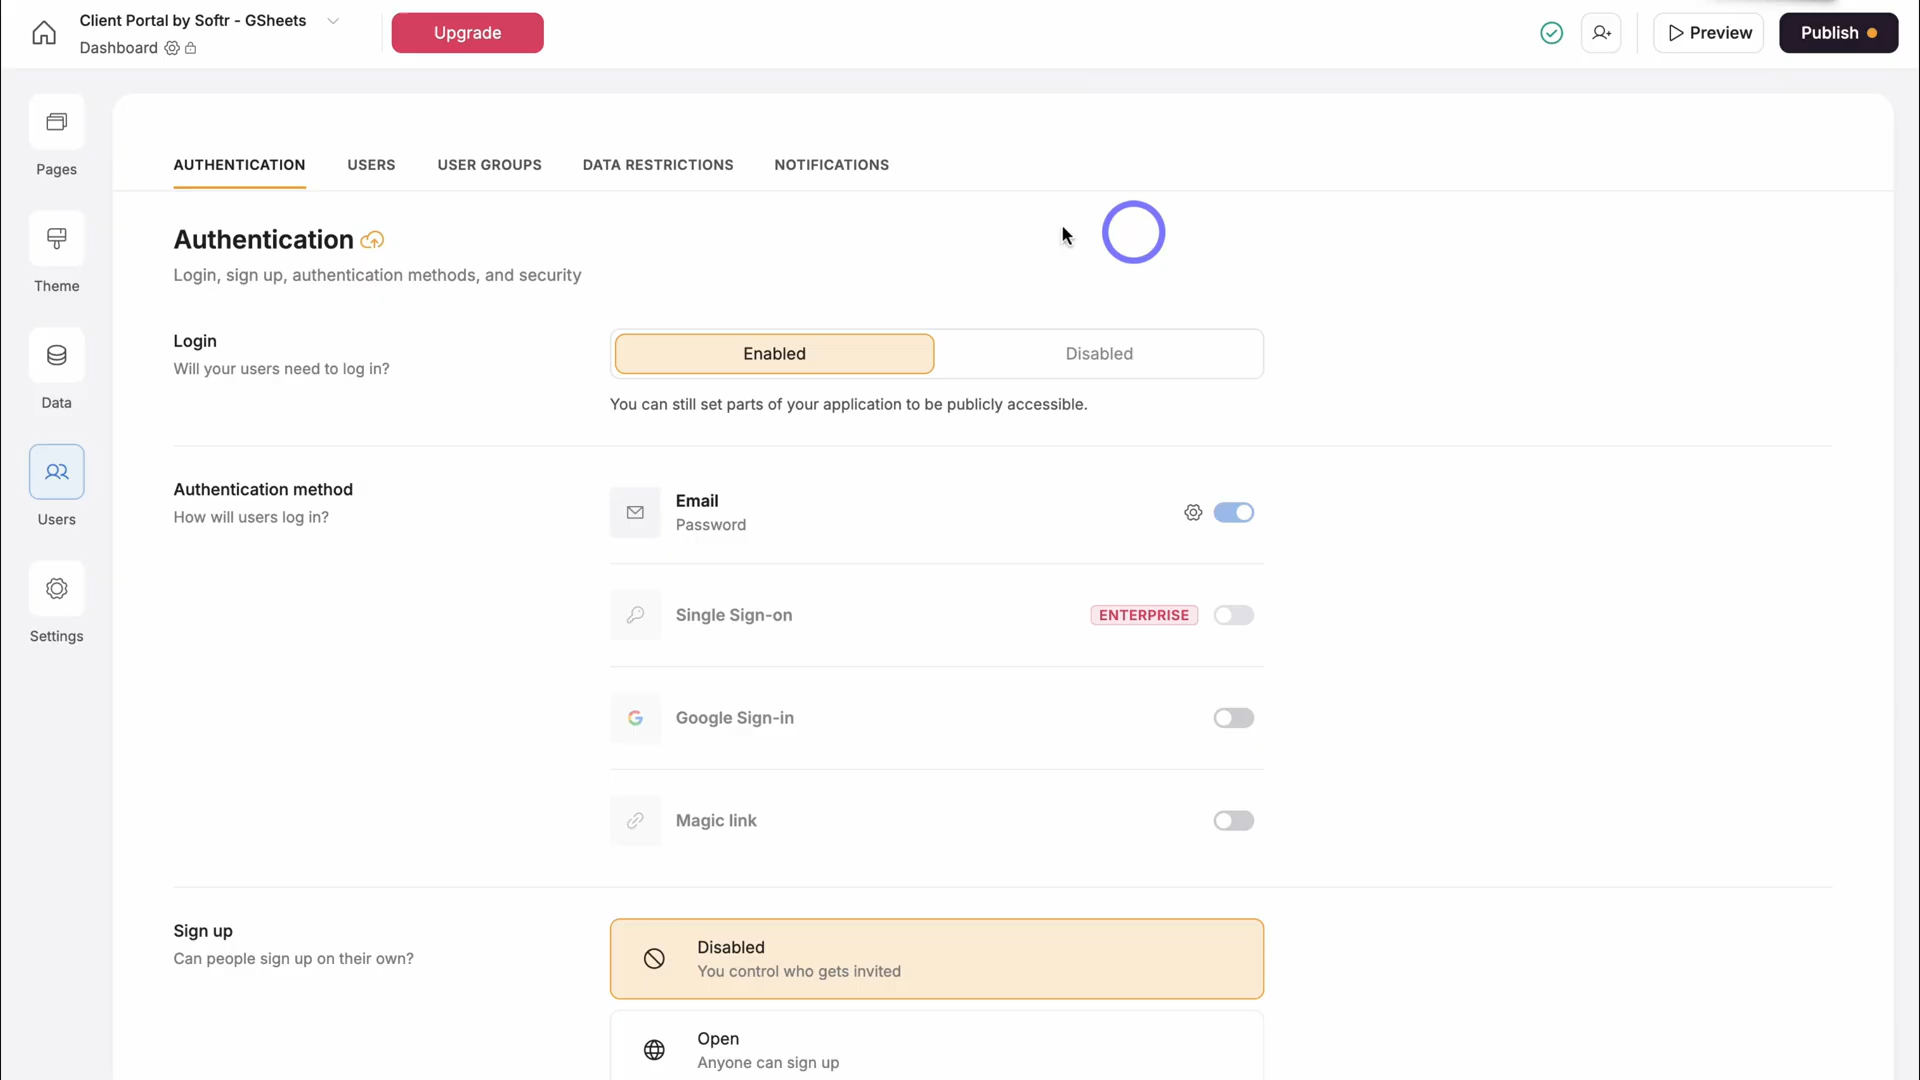 Client Portal by Softr - GSheets
Dashboard
Upgrade
Preview
Publish
Pages
Theme
Data
Users
Settings
AUTHENTICATION
USERS
USER GROUPS
DATA RESTRICTIONS
NOTIFICATIONS
Authentication
Login, sign up, authentication methods, and security
Login
Will your users need to log in?
Enabled
Disabled
You can still set parts of your application to be publicly accessible.
Authentication method
How will users log in?
Email
Password
Single Sign-on
ENTERPRISE
Google Sign-in
Magic link
Sign up
Can people sign up on their own?
Disabled
You control who gets invited
Open
Anyone can sign up